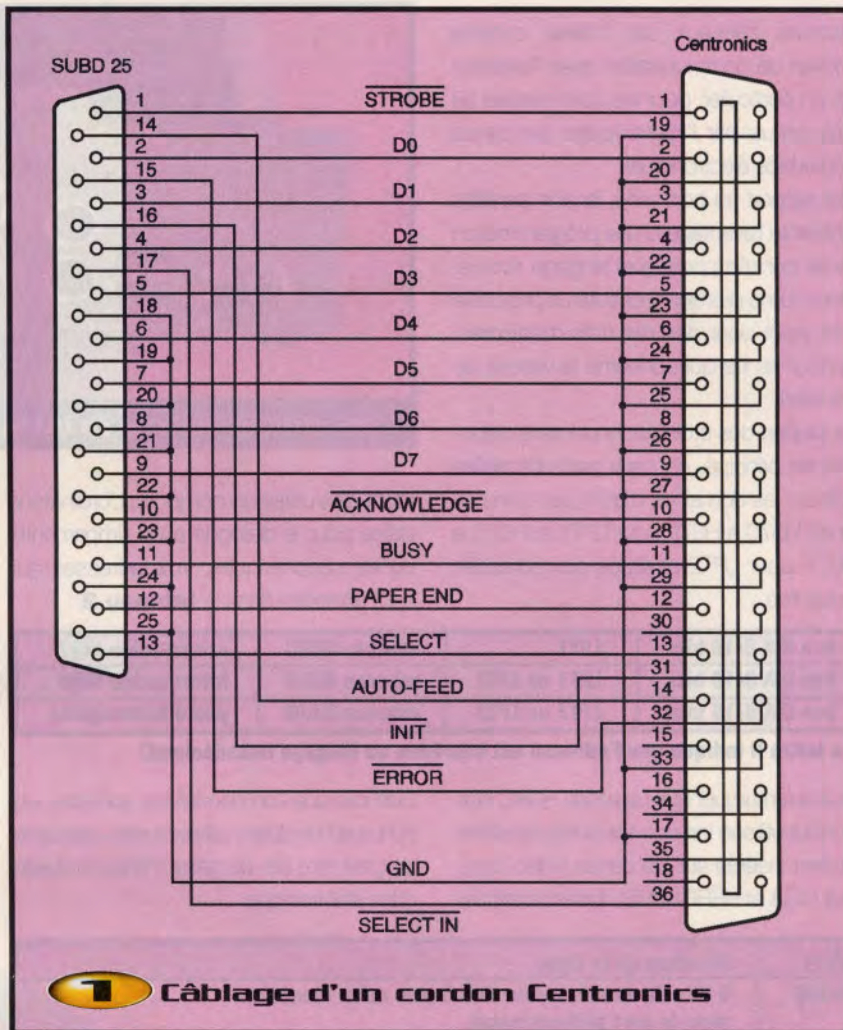 SUBD 25
Centronics
1
14
2
15
3
16
4
17
5
18
6
19
7
20
8
21
9
22
10
23
11
24
12
25
13
STROBE
D0
D1
D2
D3
D4
D5
D6
D7
ACKNOWLEDGE
BUSY
PAPER END
SELECT
AUTO-FEED
INIT
ERROR
GND
SELECT IN
1
19
2
20
3
21
4
22
5
23
6
24
7
25
8
26
9
27
10
28
11
29
12
30
13
31
14
32
15
33
16
34
17
35
18
36
1 Câblage d'un cordon Centronics